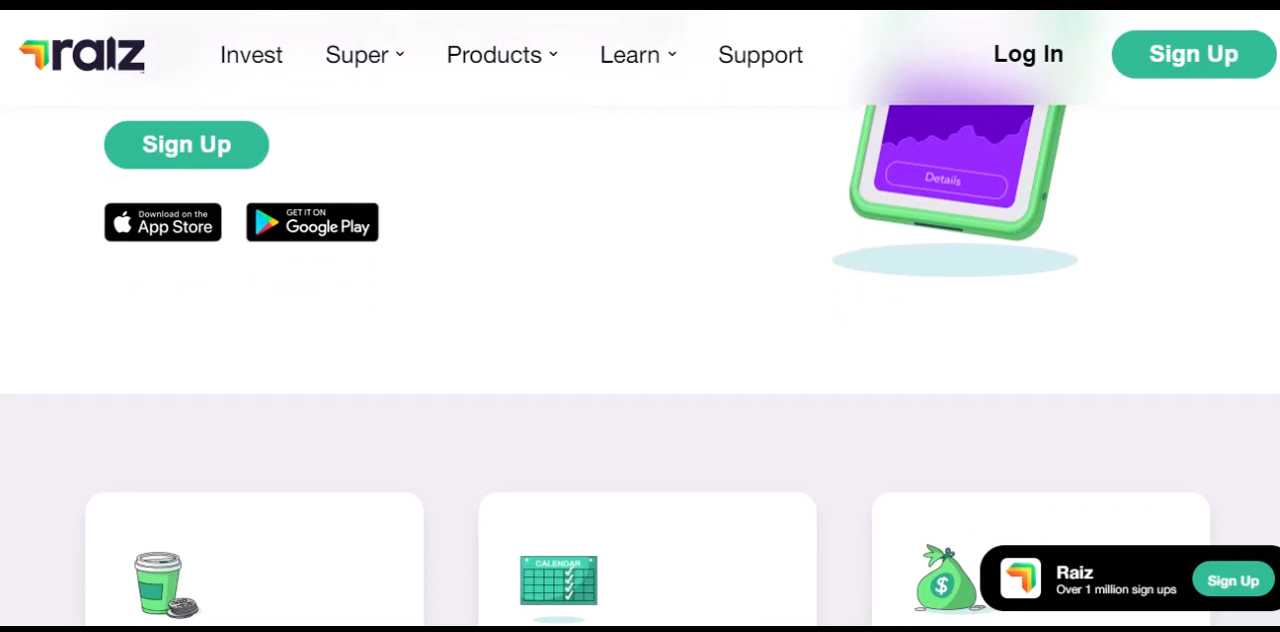 raiz
Invest
Super
Products
Learn
Support
Log In
Sign Up
Sign Up
Download on the
App Store
GET IT ON
Google Play
Details
CALENDAR
$
Raiz
Over 1 million sign ups
Sign Up